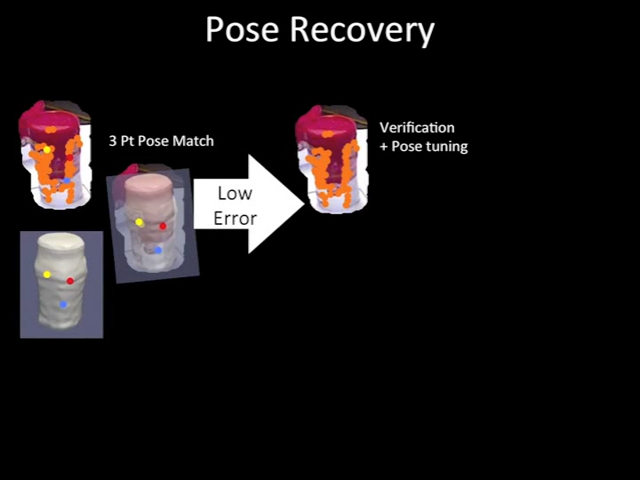 Pose Recovery
3 Pt Pose Match
Low
Error
Verification
+ Pose tuning